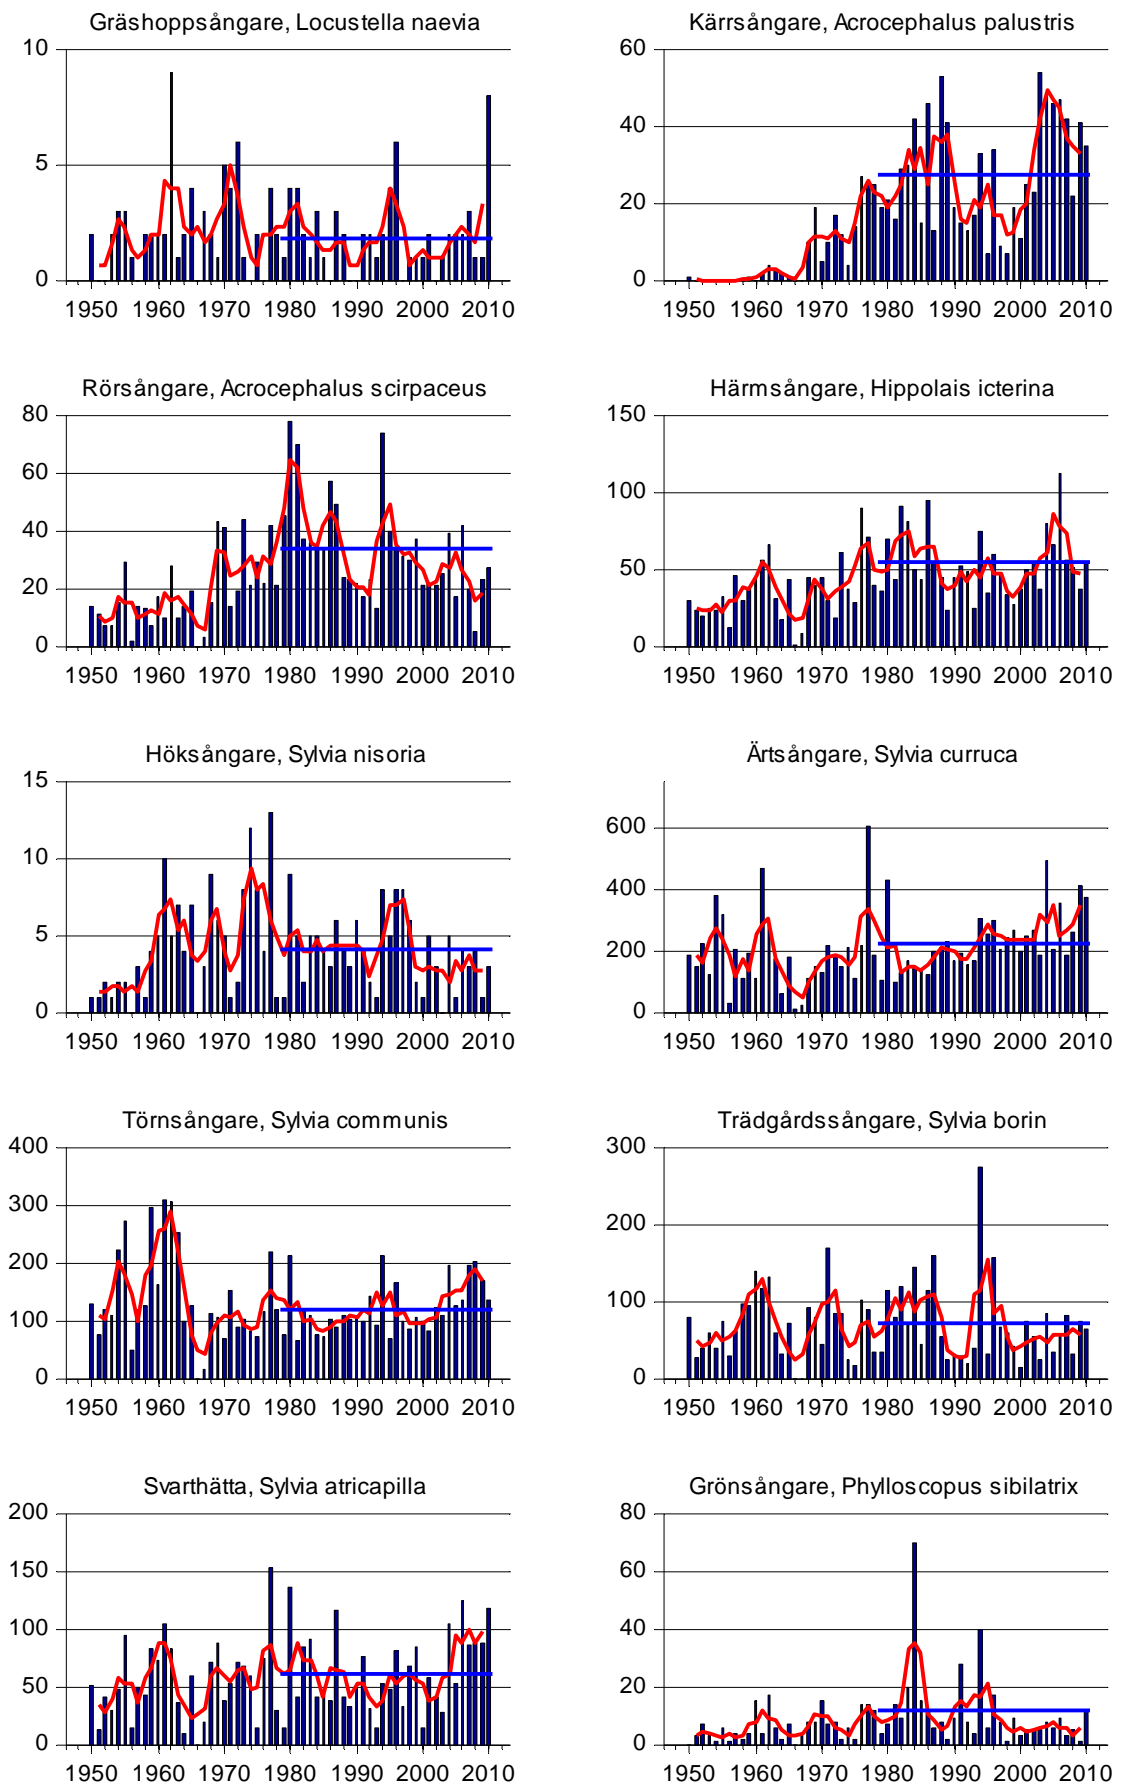 Gräshoppsångare, Locustella naevia
10
5
0
1950 1960 1970 1980 1990 2000 2010
Kärrsångare, Acrocephalus palustris
60
40
20
0
1950 1960 1970 1980 1990 2000 2010
Rörsångare, Acrocephalus scirpaceus
80
60
40
20
0
1950 1960 1970 1980 1990 2000 2010
Härmsångare, Hippolais icterina
150
100
50
0
1950 1960 1970 1980 1990 2000 2010
Höksångare, Sylvia nisoria
15
10
5
0
1950 1960 1970 1980 1990 2000 2010
Ärtsångare, Sylvia curruca
600
400
200
0
1950 1960 1970 1980 1990 2000 2010
Törnsångare, Sylvia communis
400
300
200
100
0
1950 1960 1970 1980 1990 2000 2010
Trädgårdssångare, Sylvia borin
300
200
100
0
1950 1960 1970 1980 1990 2000 2010
Svarthätta, Sylvia atricapilla
200
150
100
50
0
1950 1960 1970 1980 1990 2000 2010
Grönsångare, Phylloscopus sibilatrix
80
60
40
20
0
1950 1960 1970 1980 1990 2000 2010